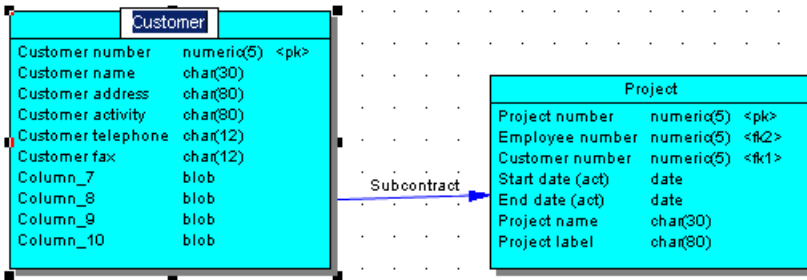 Customer
Customer number numeric(5) <pk>
Customer name char(30)
Customer address char(80)
Customer activity char(80)
Customer telephone char(12)
Customer fax char(12)
Column_7 blob
Column_8 blob
Column_9 blob
Column_10 blob
Subcontract
Project
Project number numeric(5) <pk>
Employee number numeric(5) <fk2>
Customer number numeric(5) <fk1>
Start date (act) date
End date (act) date
Project name char(30)
Project label char(80)